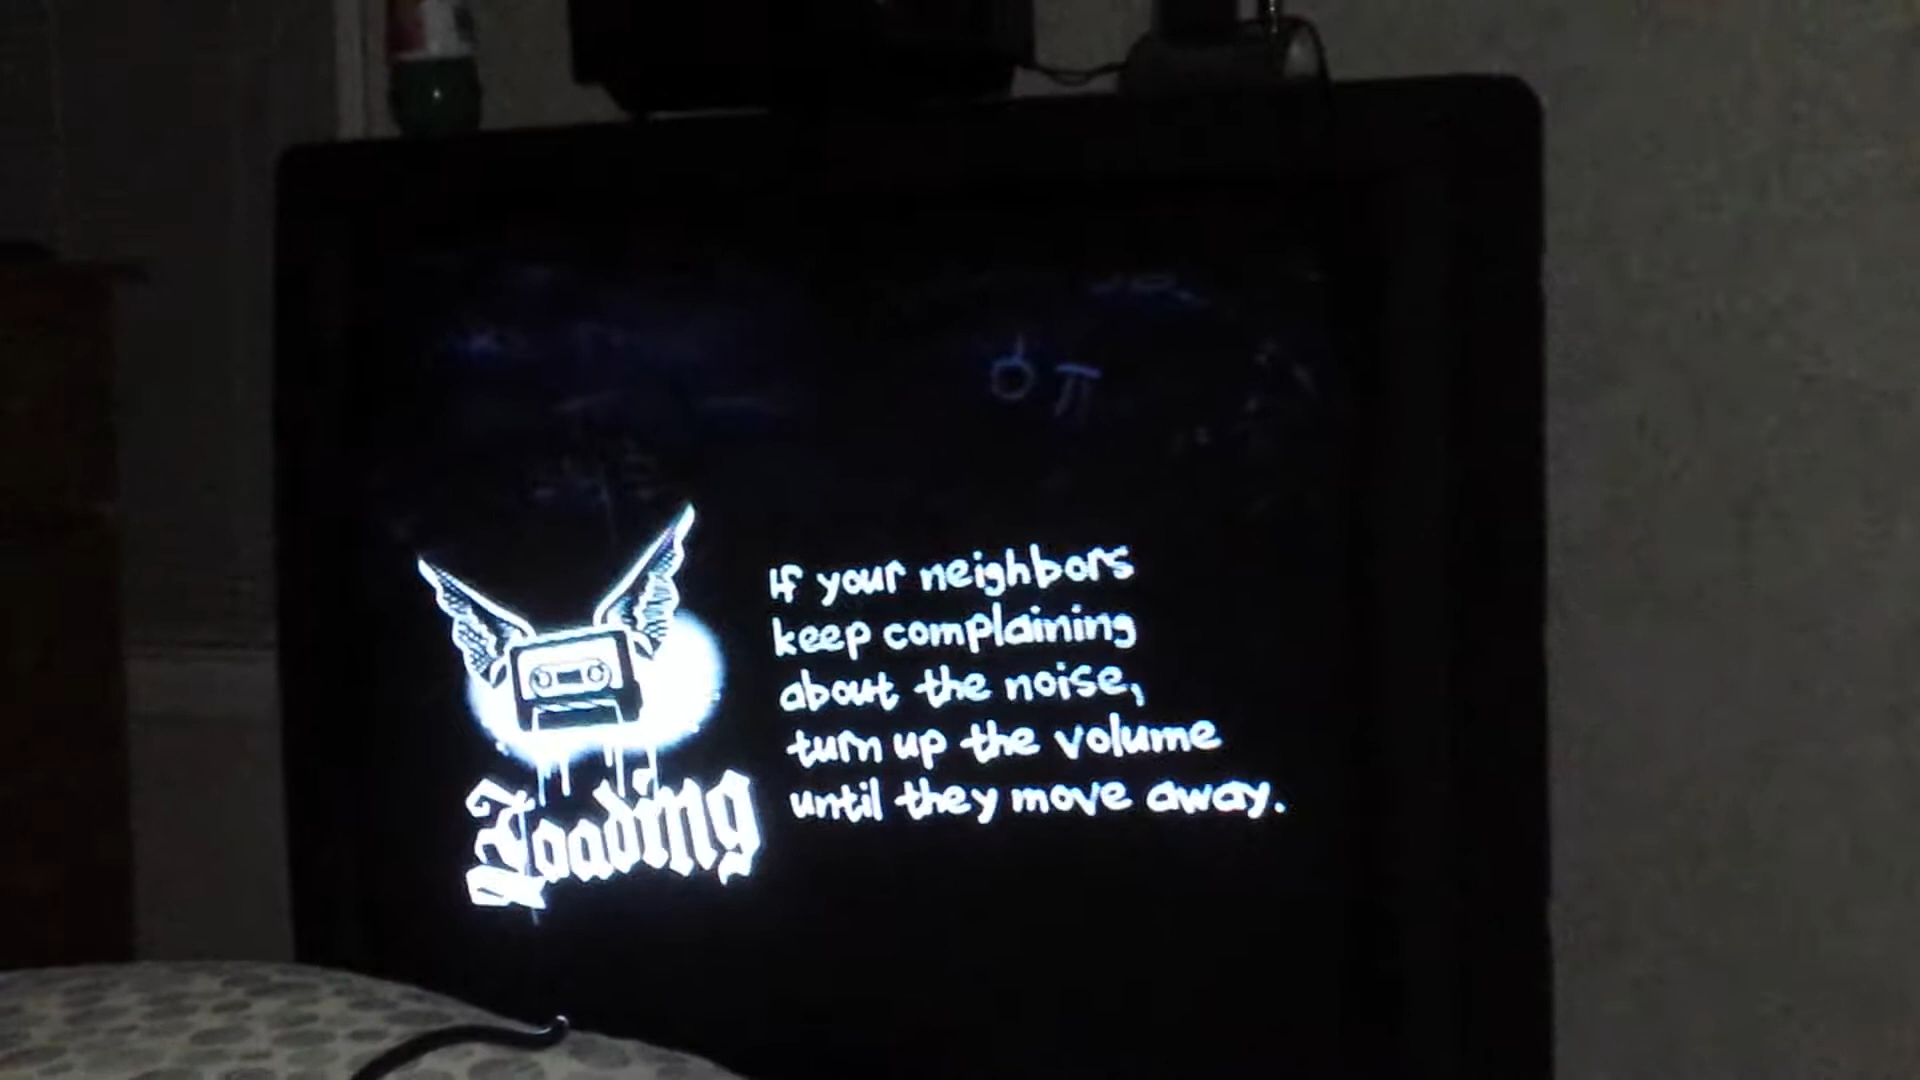 If your neighbors
keep complaining
about the noise,
turn up the volume
until they move away.
Loading